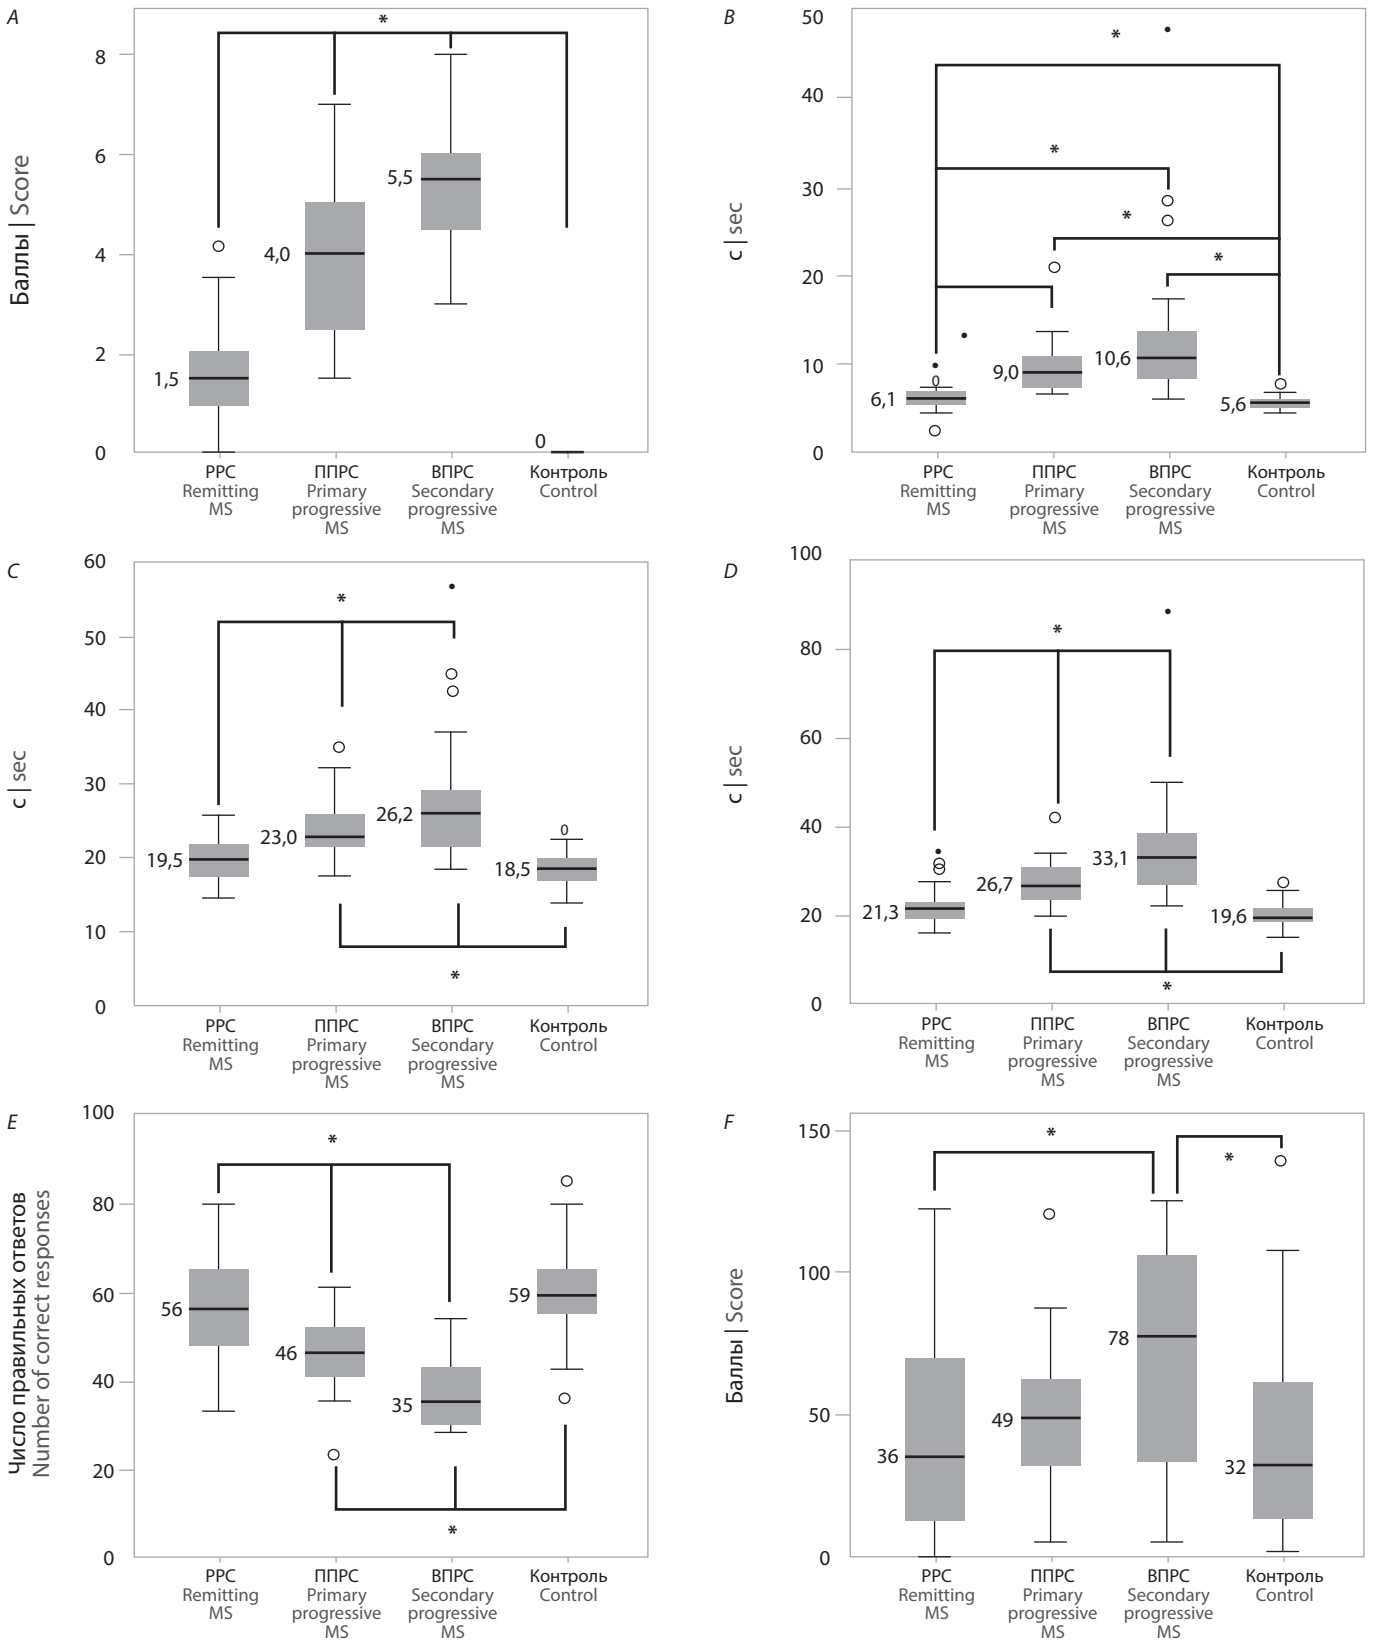 A
Баллы | Score
8
6
4
2
0
*
1,5
4,0
5,5
0
РРС
Remitting
MS
ППРС
Primary
progressive
MS
ВПРС
Secondary
progressive
MS
Контроль
Control
B
с | sec
50
40
30
20
10
0
*
*
*
*
6,1
0
9,0
10,6
5,6
РРС
Remitting
MS
ППРС
Primary
progressive
MS
ВПРС
Secondary
progressive
MS
Контроль
Control
C
с | sec
60
50
40
30
20
10
0
*
19,5
23,0
26,2
18,5
0
*
РРС
Remitting
MS
ППРС
Primary
progressive
MS
ВПРС
Secondary
progressive
MS
Контроль
Control
D
с | sec
100
80
60
40
20
0
*
21,3
26,7
33,1
19,6
*
РРС
Remitting
MS
ППРС
Primary
progressive
MS
ВПРС
Secondary
progressive
MS
Контроль
Control
E
Число правильных ответов
Number of correct responses
100
80
60
40
20
0
*
56
46
35
59
*
РРС
Remitting
MS
ППРС
Primary
progressive
MS
ВПРС
Secondary
progressive
MS
Контроль
Control
F
Баллы | Score
150
100
50
0
*
*
36
49
78
32
РРС
Remitting
MS
ППРС
Primary
progressive
MS
ВПРС
Secondary
progressive
MS
Контроль
Control